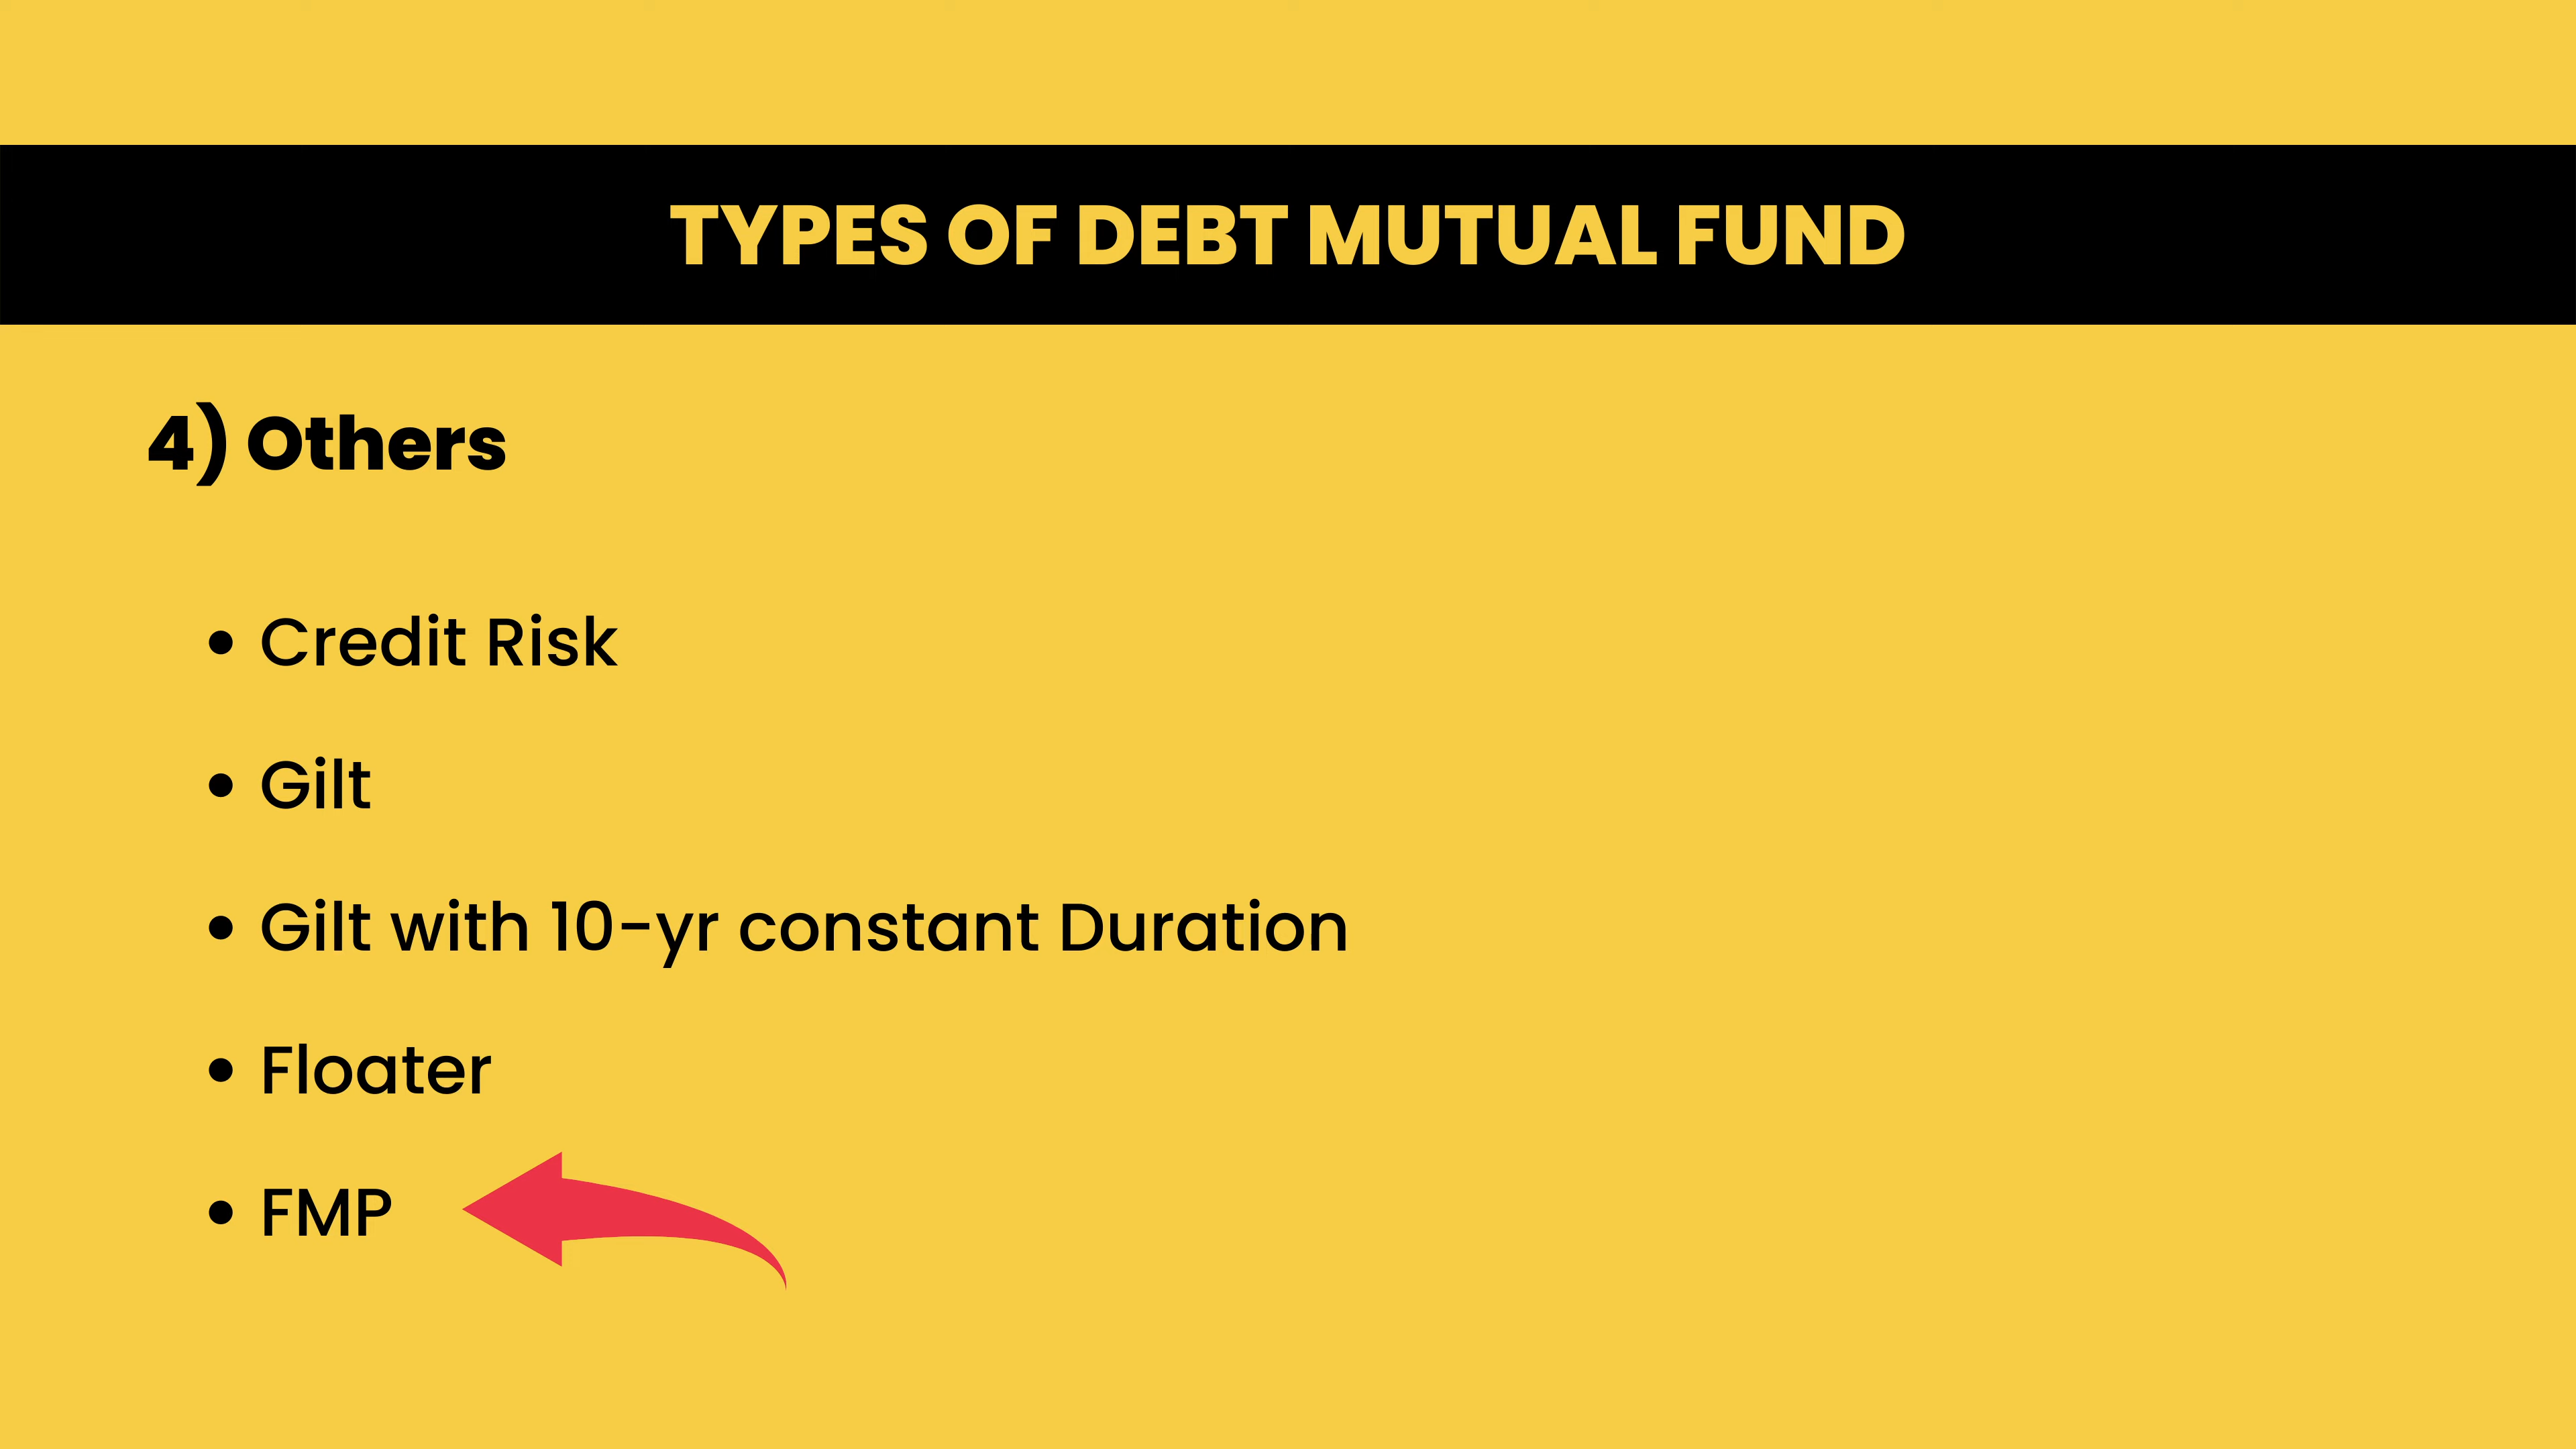 TYPES OF DEBT MUTUAL FUND
4) Others
• Credit Risk
• Gilt
• Gilt with 10-yr constant Duration
• Floater
• FMP